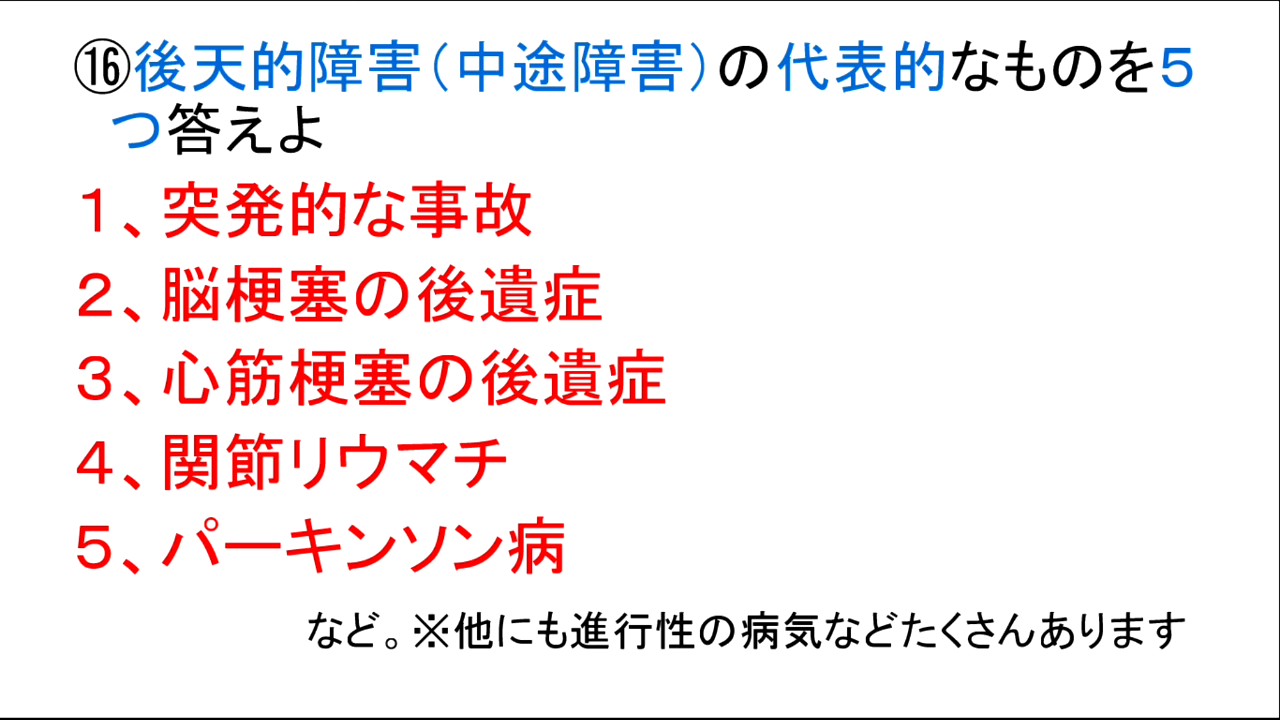 ⑯後天的障害(中途障害)の代表的なものを５
つ答えよ
１、突発的な事故
２、脳梗塞の後遺症
３、心筋梗塞の後遺症
４、関節リウマチ
５、パーキンソン病
など。※他にも進行性の病気などたくさんあります